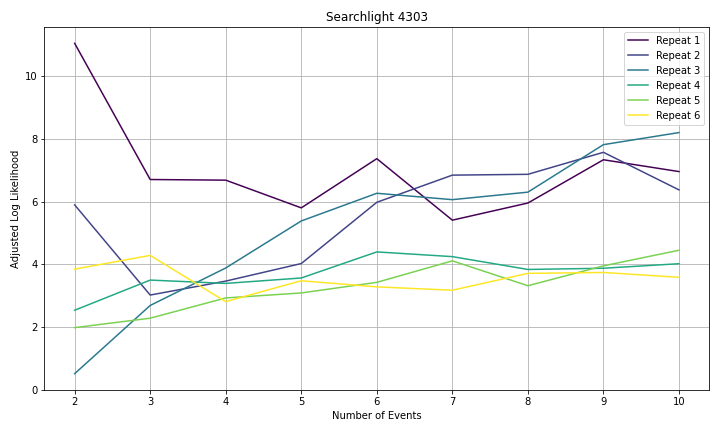 Searchlight 4303
Adjusted Log Likelihood
10
8
6
4
2
0
Repeat 1
Repeat 2
Repeat 3
Repeat 4
Repeat 5
Repeat 6
2 3 4 5 6 7 8 9 10
Number of Events